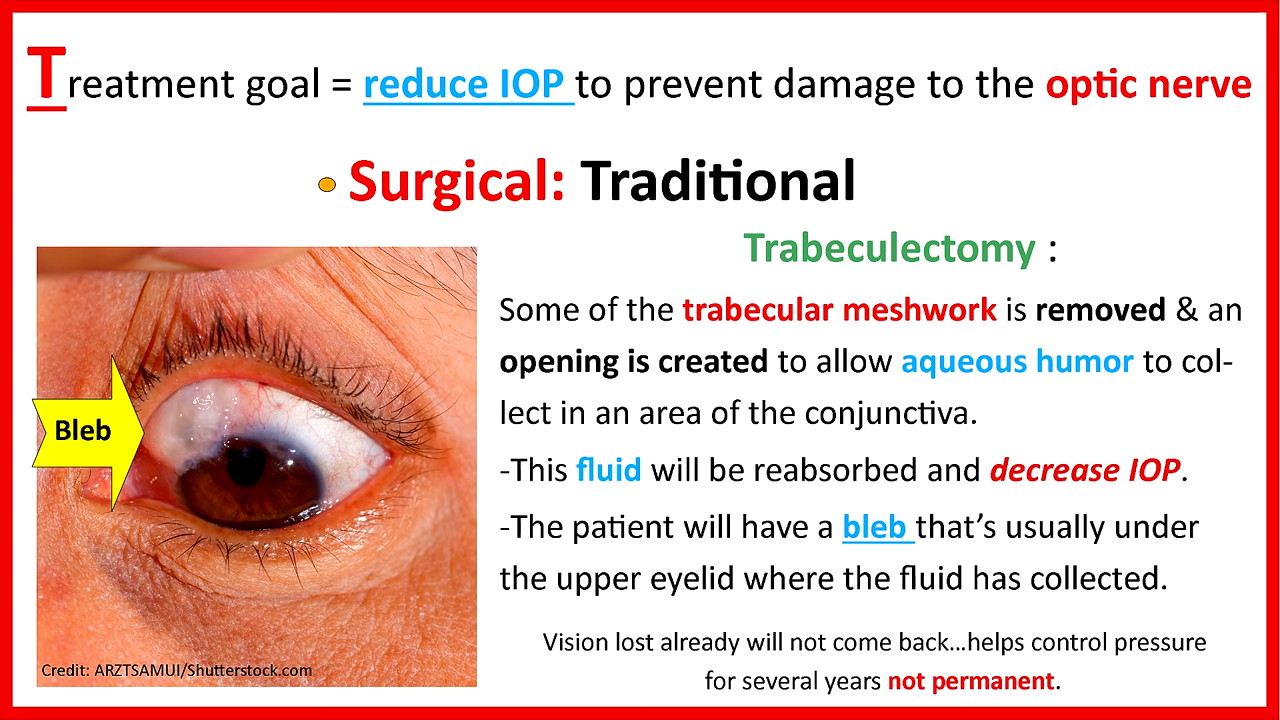 Treatment goal = reduce IOP to prevent damage to the optic nerve
• Surgical: Traditional
Trabeculectomy :
Some of the trabecular meshwork is removed & an
opening is created to allow aqueous humor to col-
lect in an area of the conjunctiva.
-This fluid will be reabsorbed and decrease IOP.
-The patient will have a bleb that’s usually under
the upper eyelid where the fluid has collected.
Vision lost already will not come back…helps control pressure
for several years not permanent.
Bleb
Credit: ARZTSAMUI/Shutterstock.com